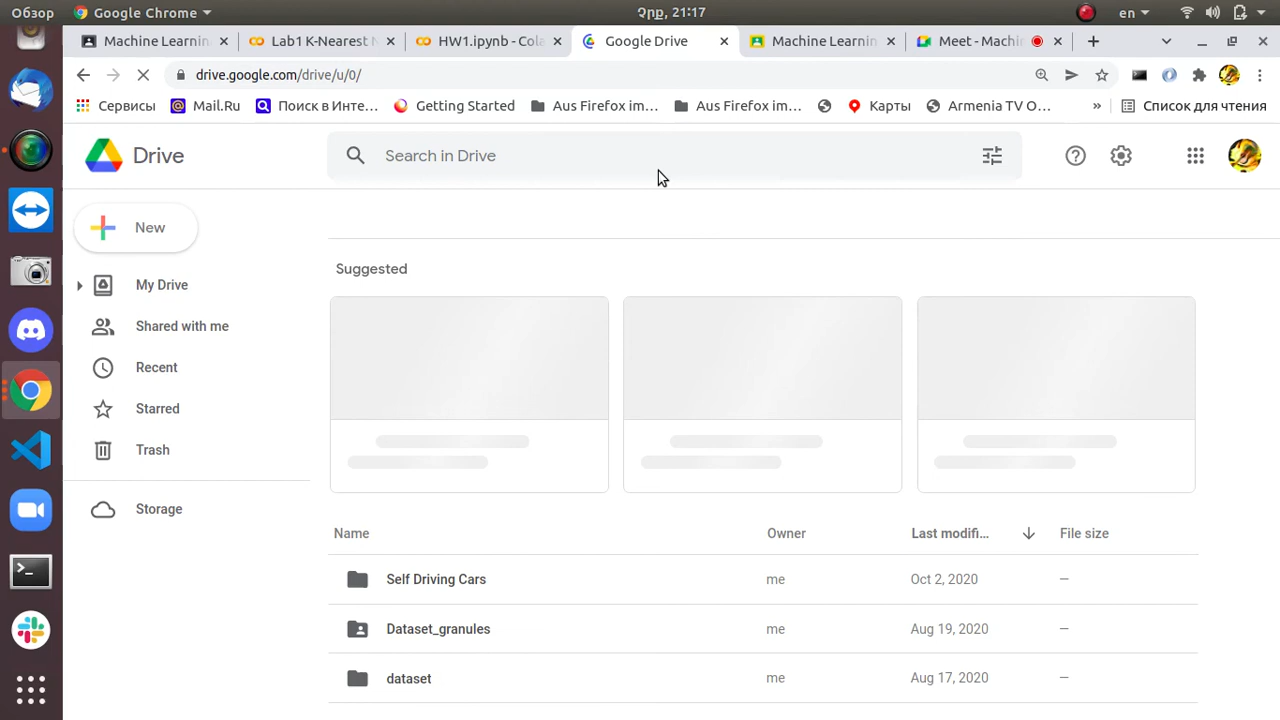 Обзор
Google Chrome
Չրք, 21:17
en
Machine Learnin
Lab1 K-Nearest N
HW1.ipynb - Cola
Google Drive
Machine Learnin
Meet - Machi
drive.google.com/drive/u/0/
Сервисы
Mail.Ru
Поиск в Инте...
Getting Started
Aus Firefox im...
Aus Firefox im...
Карты
Armenia TV O...
»
Список для чтения
Drive
Search in Drive
New
My Drive
Shared with me
Recent
Starred
Trash
Storage
Suggested
Name Owner Last modifi... File size
Self Driving Cars me Oct 2, 2020 —
Dataset_granules me Aug 19, 2020 —
dataset me Aug 17, 2020 —